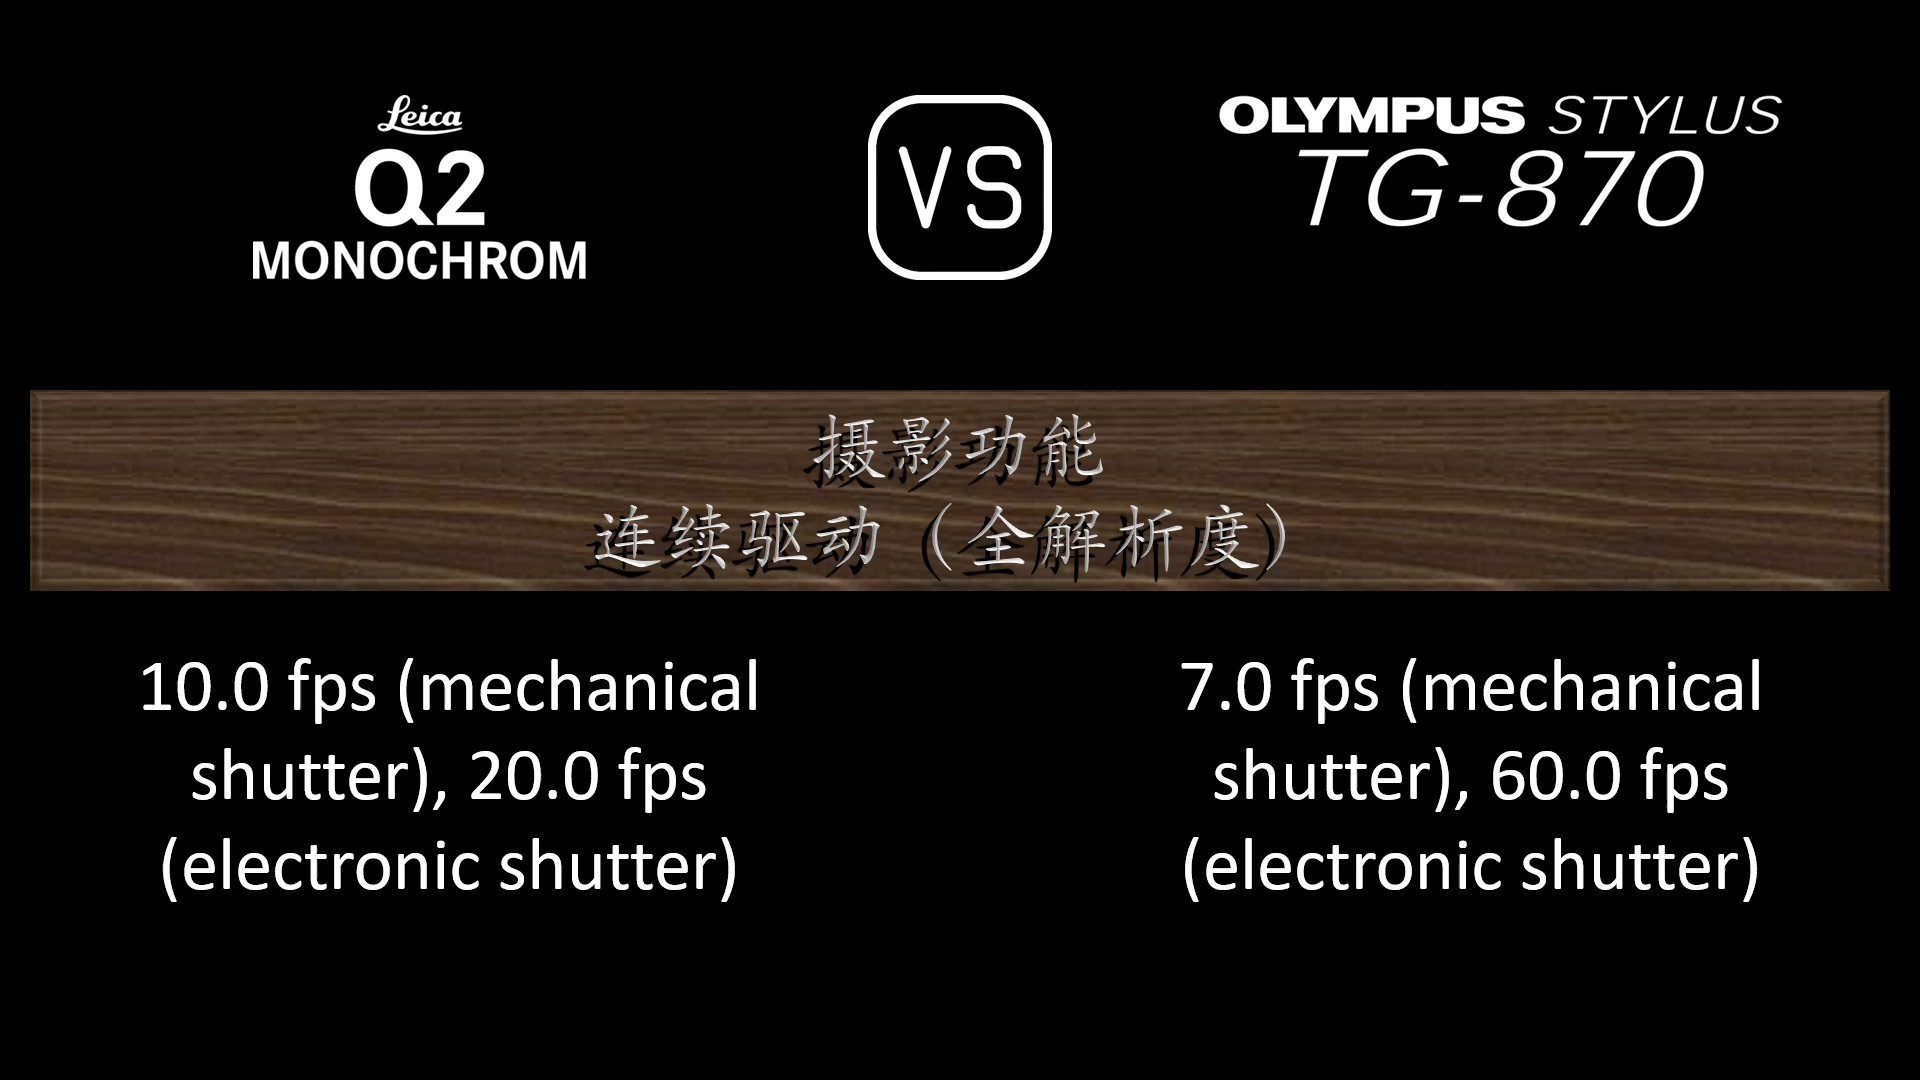 Leica
Q2
MONOCHROM
VS
OLYMPUS STYLUS
TG-870
摄影功能
连续驱动（全解析度）
10.0 fps (mechanical
shutter), 20.0 fps
(electronic shutter)
7.0 fps (mechanical
shutter), 60.0 fps
(electronic shutter)